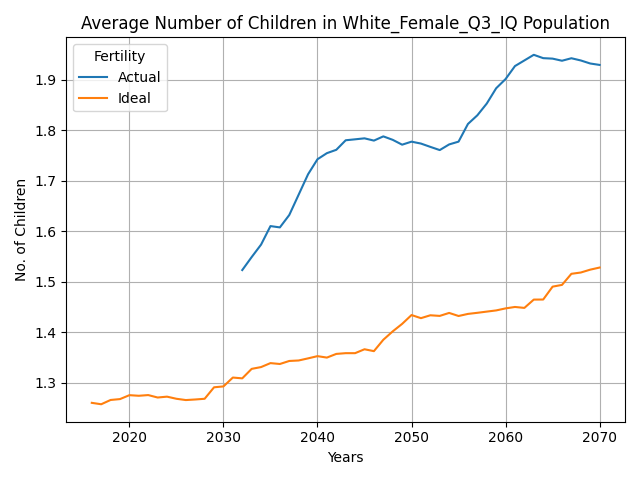 Average Number of Children in White_Female_Q3_IQ Population
Fertility
Actual
Ideal
No. of Children
1.9
1.8
1.7
1.6
1.5
1.4
1.3
2020 2030 2040 2050 2060 2070
Years